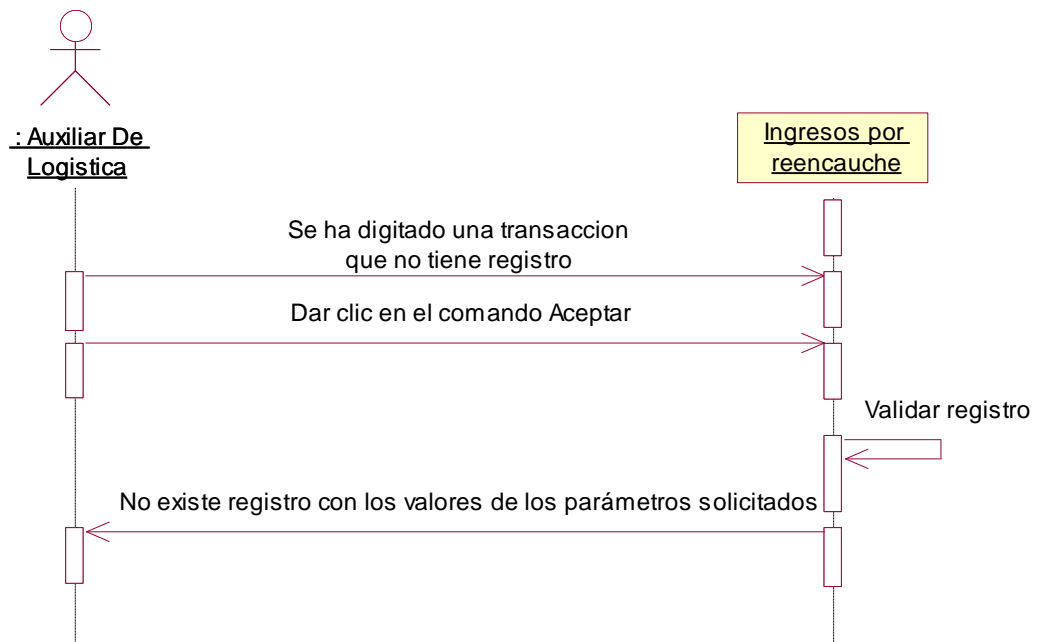 : Auxiliar De
Logistica
Ingresos por
reencauche
Se ha digitado una transaccion
que no tiene registro
Dar clic en el comando Aceptar
Validar registro
No existe registro con los valores de los parámetros solicitados